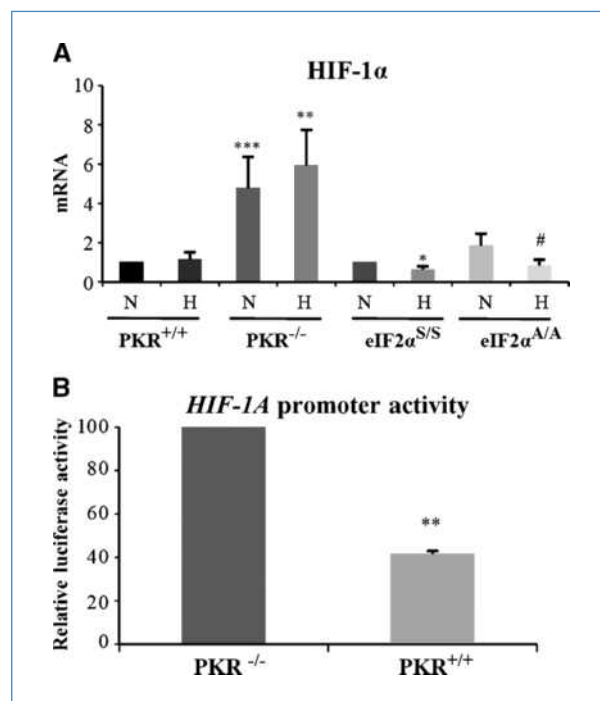 A
HIF-1α
mRNA
10
8
6
4
2
0
***
**
*
#
N H N H N H N H
PKR+/+ PKR-/- eIF2αS/S eIF2αA/A
B
HIF-1A promoter activity
Relative luciferase activity
100
80
60
40
20
0
**
PKR -/- PKR+/+